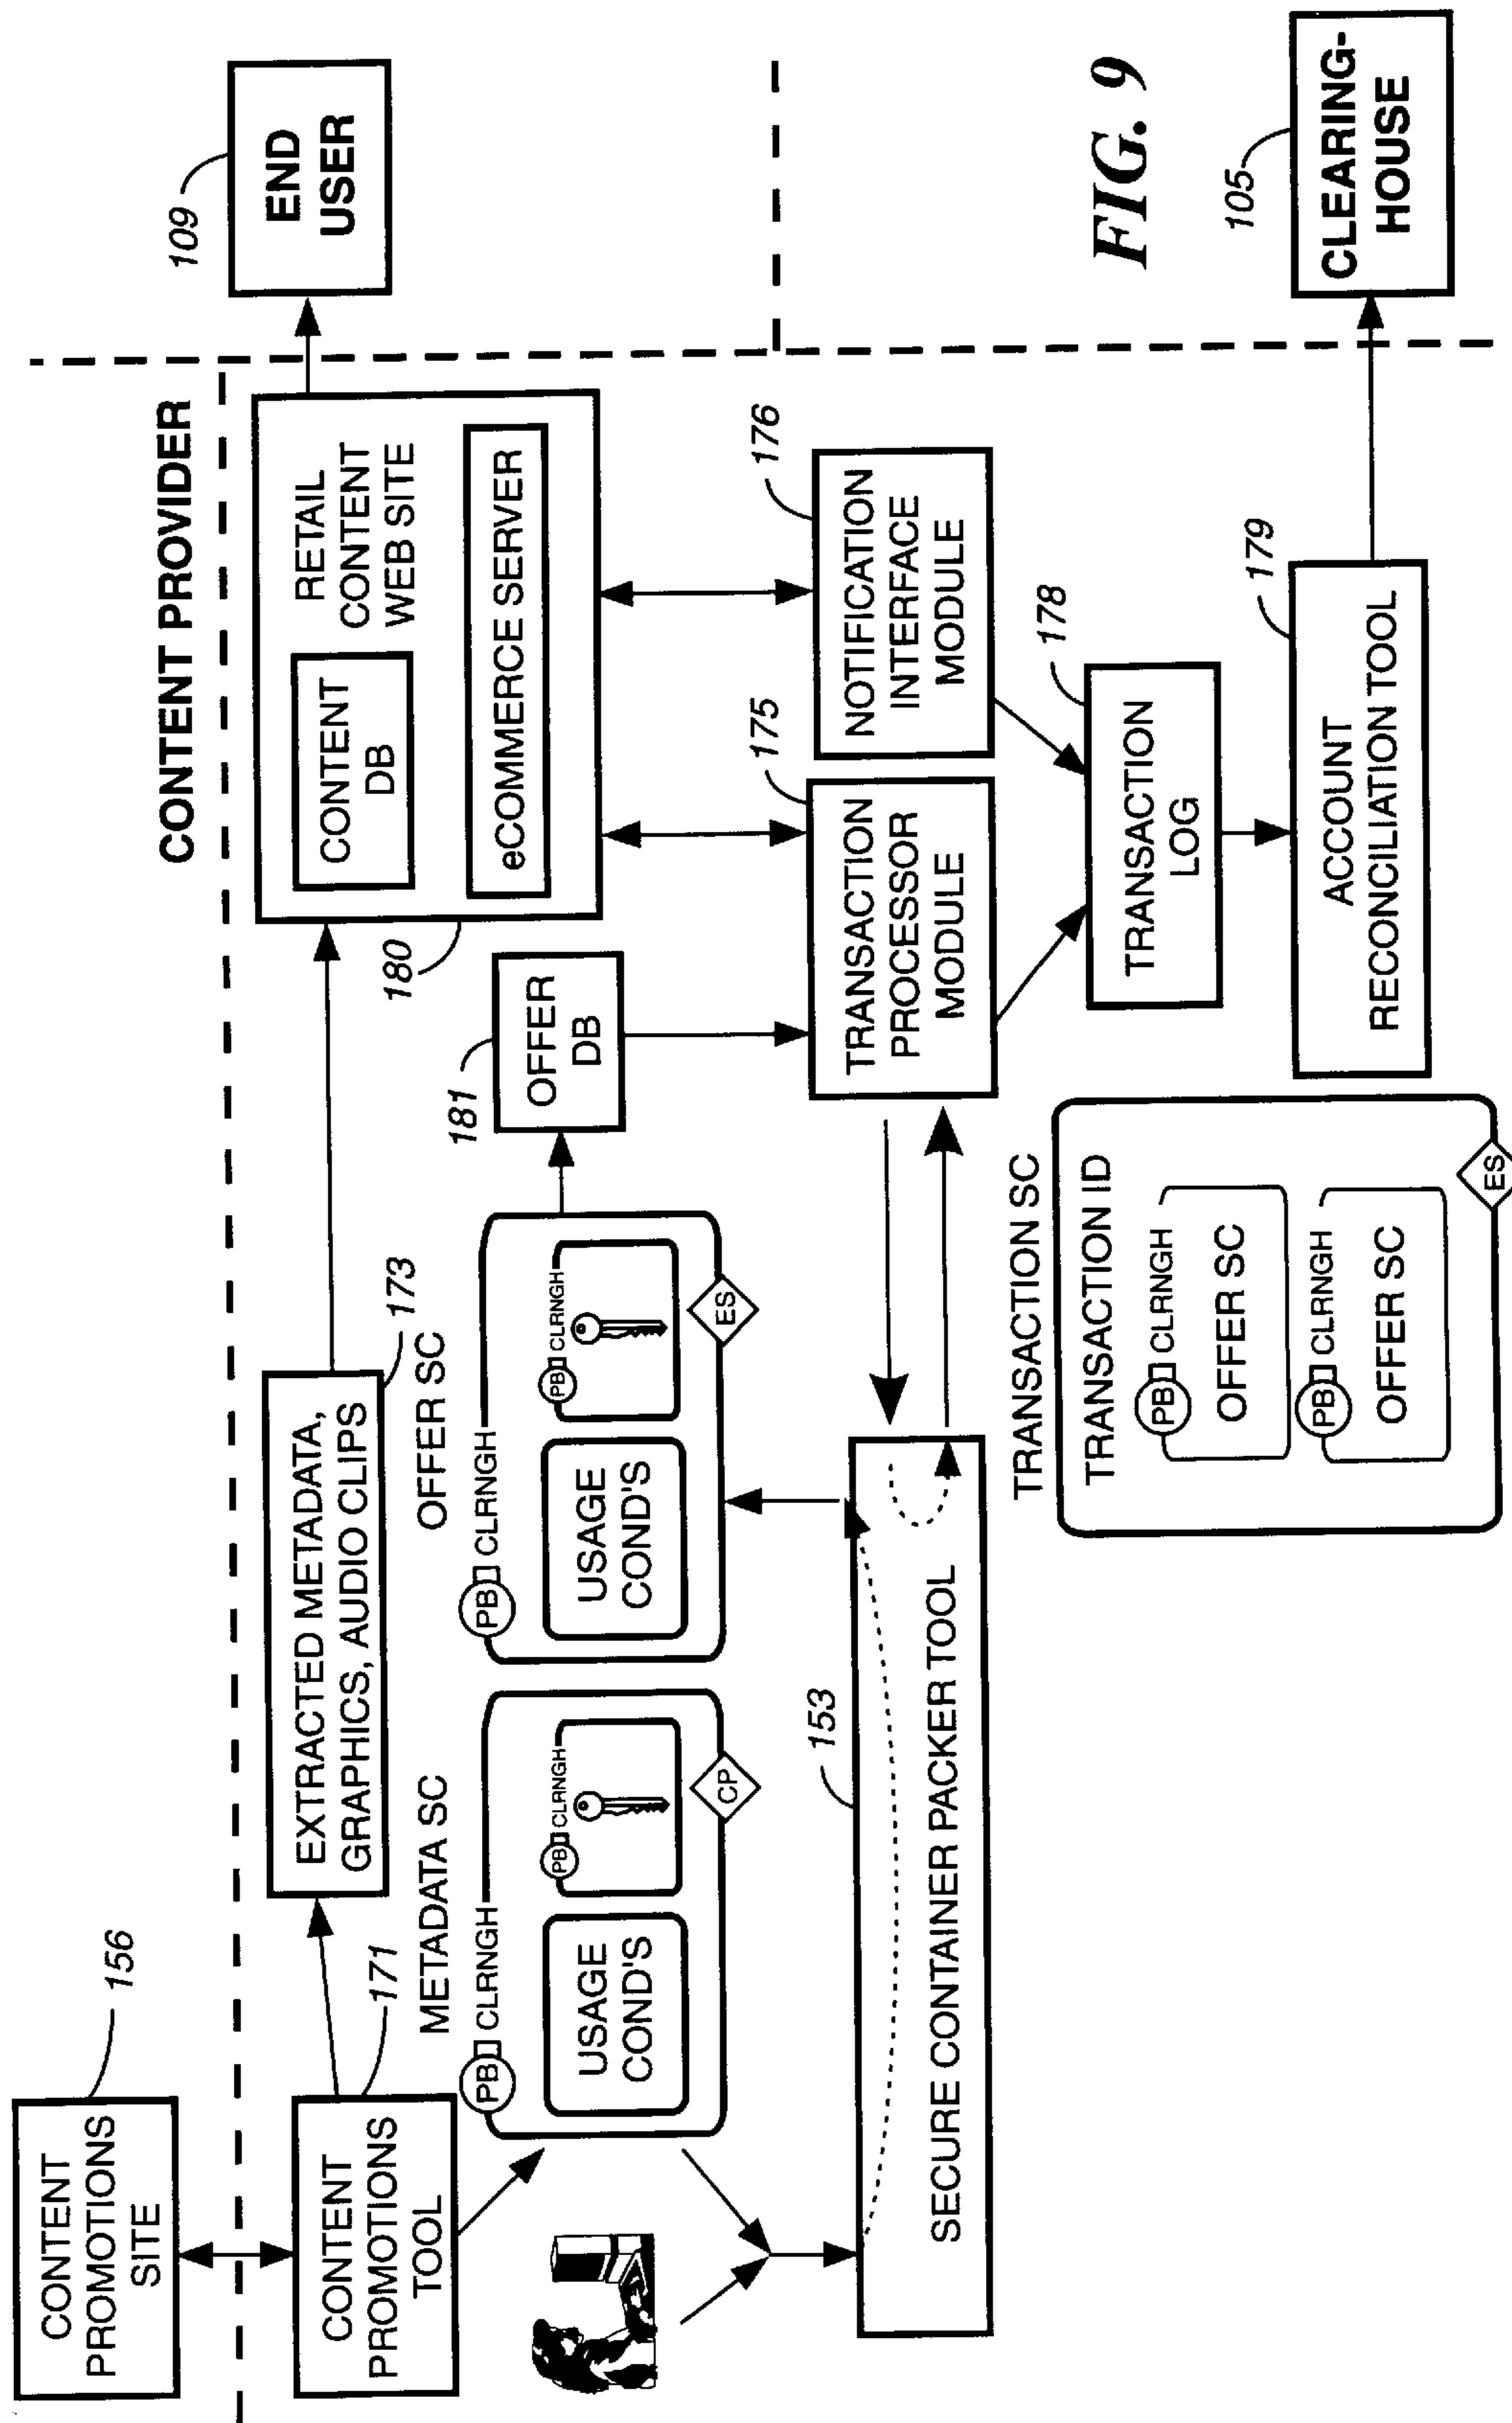 CONTENT PROVIDER
CONTENT
PROMOTIONS
SITE
156
109
END
USER
CONTENT
PROMOTIONS
TOOL
171
EXTRACTED METADATA,
GRAPHICS, AUDIO CLIPS
173
RETAIL
CONTENT
WEB SITE
CONTENT
DB
eCOMMERCE SERVER
180
METADATA SC
PB CLRNGH
USAGE
COND'S
PB CLRNGH
CP
OFFER SC
PB CLRNGH
USAGE
COND'S
PB CLRNGH
ES
181
OFFER
DB
153
SECURE CONTAINER PACKER TOOL
175
TRANSACTION
PROCESSOR
MODULE
176
NOTIFICATION
INTERFACE
MODULE
178
TRANSACTION
LOG
179
ACCOUNT
RECONCILIATION TOOL
TRANSACTION SC
TRANSACTION ID
PB CLRNGH
OFFER SC
PB CLRNGH
OFFER SC
ES
FIG. 9
105
CLEARING-
HOUSE